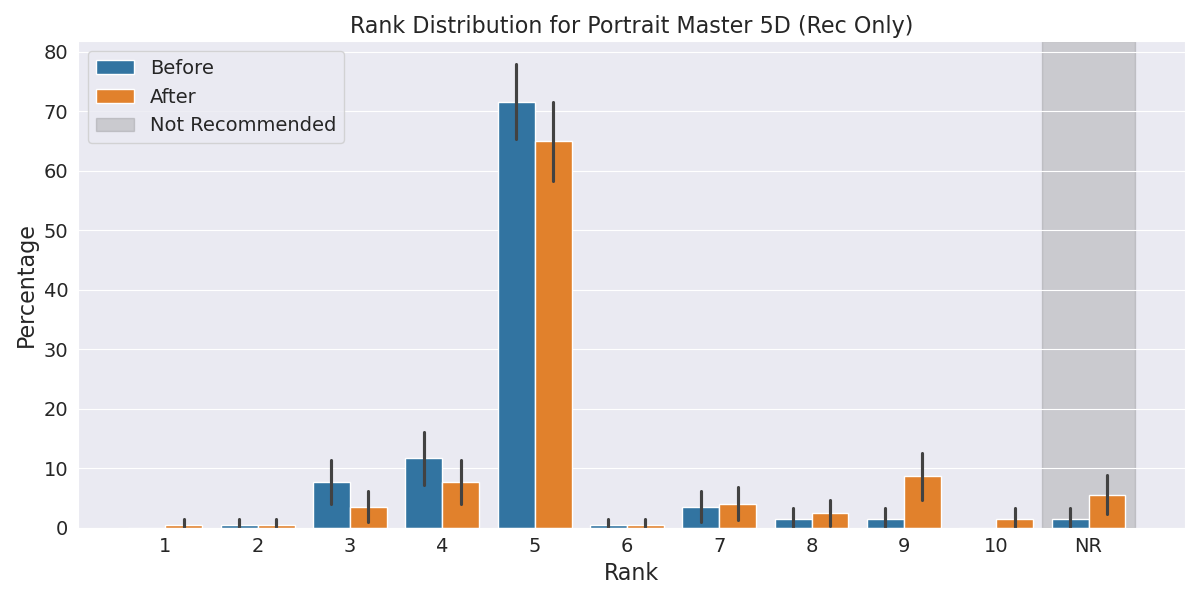 Rank Distribution for Portrait Master 5D (Rec Only)
Before
After
Not Recommended
80
70
60
50
40
30
20
10
0
Percentage
1 2 3 4 5 6 7 8 9 10 NR
Rank